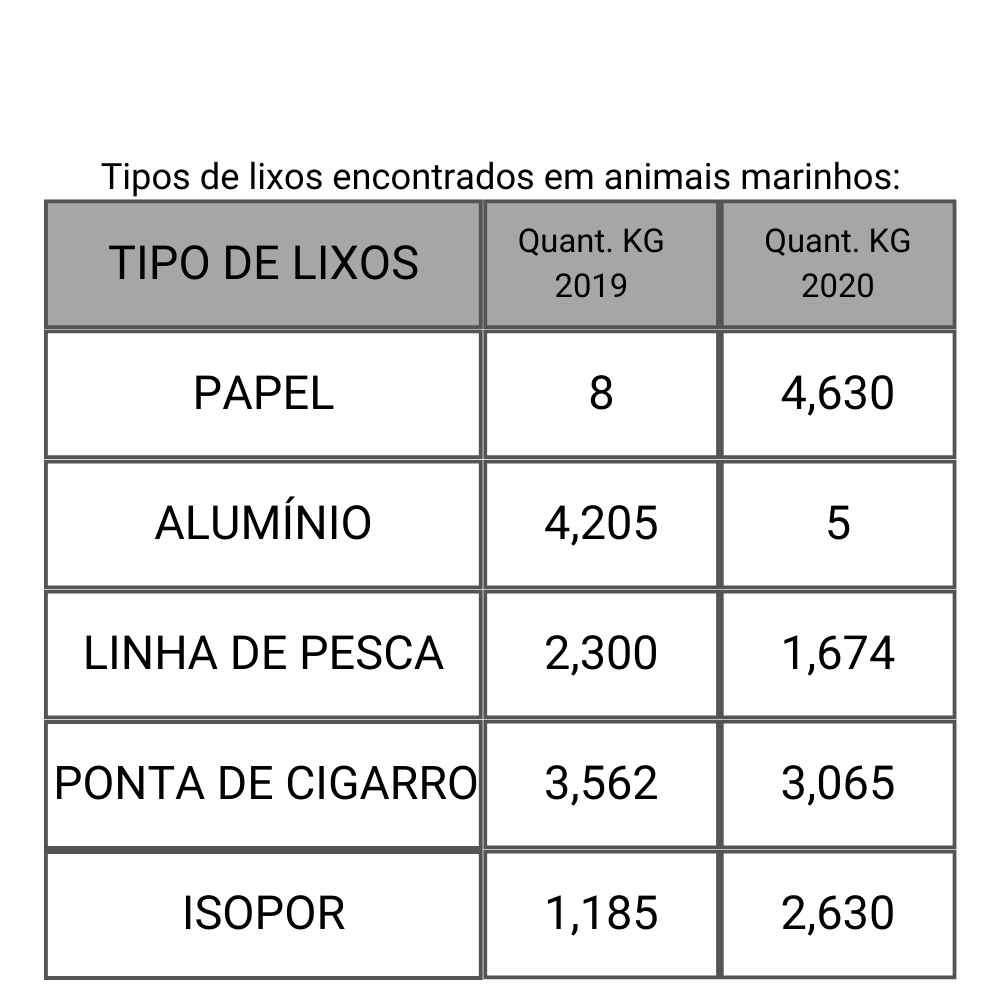 Tipos de lixos encontrados em animais marinhos:
TIPO DE LIXOS
Quant. KG
2019
Quant. KG
2020
PAPEL
8
4,630
ALUMÍNIO
4,205
5
LINHA DE PESCA
2,300
1,674
PONTA DE CIGARRO
3,562
3,065
ISOPOR
1,185
2,630